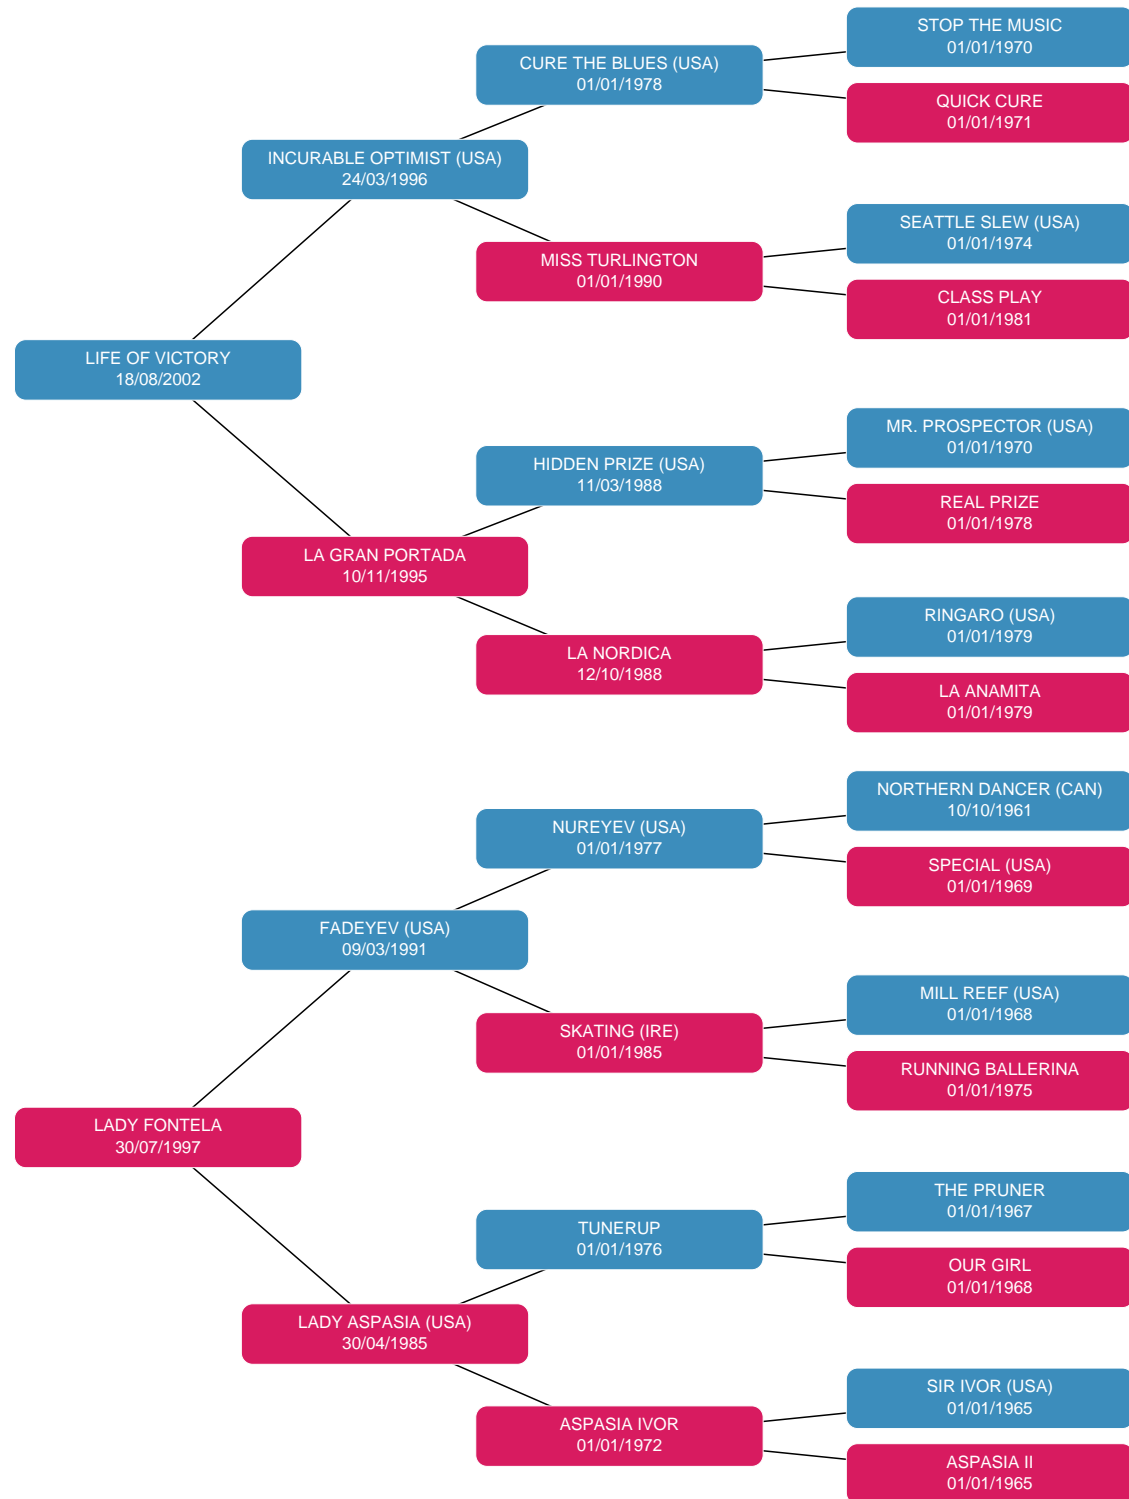 STOP THE MUSIC
01/01/1970
CURE THE BLUES (USA)
01/01/1978
QUICK CURE
01/01/1971
INCURABLE OPTIMIST (USA)
24/03/1996
SEATTLE SLEW (USA)
01/01/1974
MISS TURLINGTON
01/01/1990
CLASS PLAY
01/01/1981
LIFE OF VICTORY
18/08/2002
MR. PROSPECTOR (USA)
01/01/1970
HIDDEN PRIZE (USA)
11/03/1988
REAL PRIZE
01/01/1978
LA GRAN PORTADA
10/11/1995
RINGARO (USA)
01/01/1979
LA NORDICA
12/10/1988
LA ANAMITA
01/01/1979
NORTHERN DANCER (CAN)
10/10/1961
NUREYEV (USA)
01/01/1977
SPECIAL (USA)
01/01/1969
FADEYEV (USA)
09/03/1991
MILL REEF (USA)
01/01/1968
SKATING (IRE)
01/01/1985
RUNNING BALLERINA
01/01/1975
LADY FONTELA
30/07/1997
THE PRUNER
01/01/1967
TUNERUP
01/01/1976
OUR GIRL
01/01/1968
LADY ASPASIA (USA)
30/04/1985
SIR IVOR (USA)
01/01/1965
ASPASIA IVOR
01/01/1972
ASPASIA II
01/01/1965